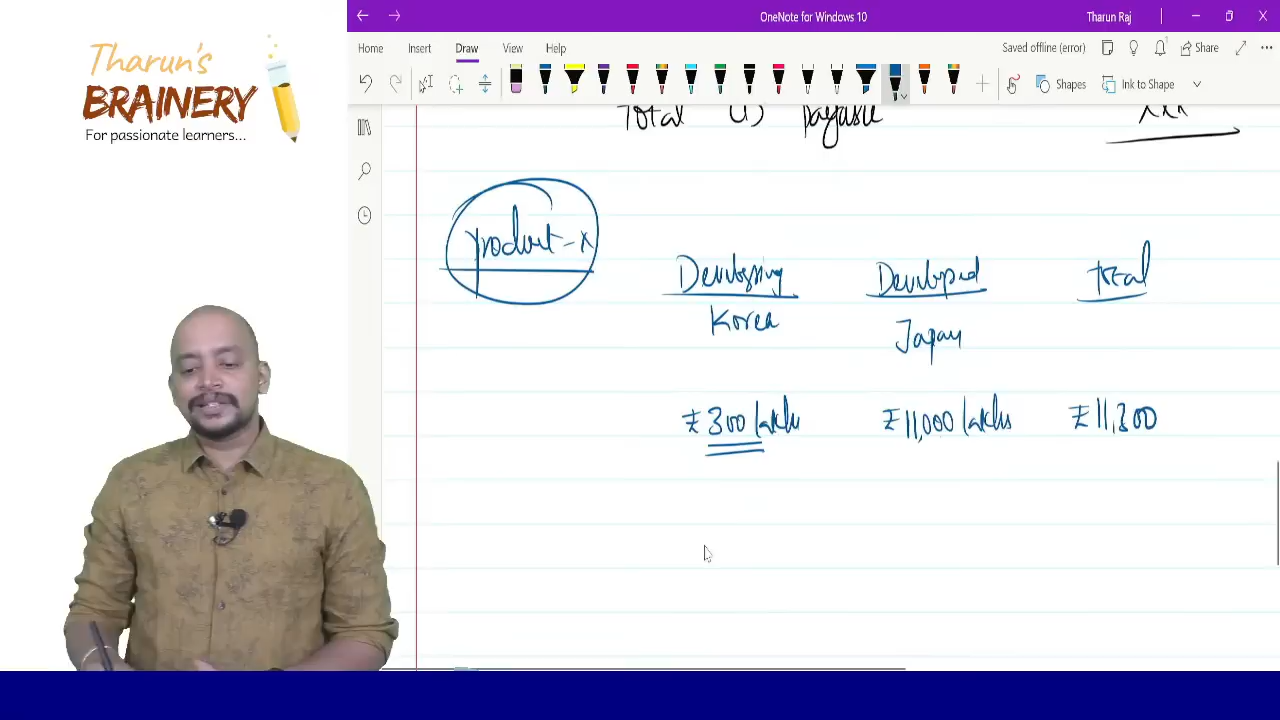 Tharun's
BRAINERY
For passionate learners...
OneNote for Windows 10
Tharun Raj
Home Insert Draw View Help
Saved offline (error)
Share
Shapes
Ink to Shape
Total payable
xxx
product-x
Developing Developed total
Korea
Japan
₹300 lakhs ₹11,000 lakhs ₹11,300